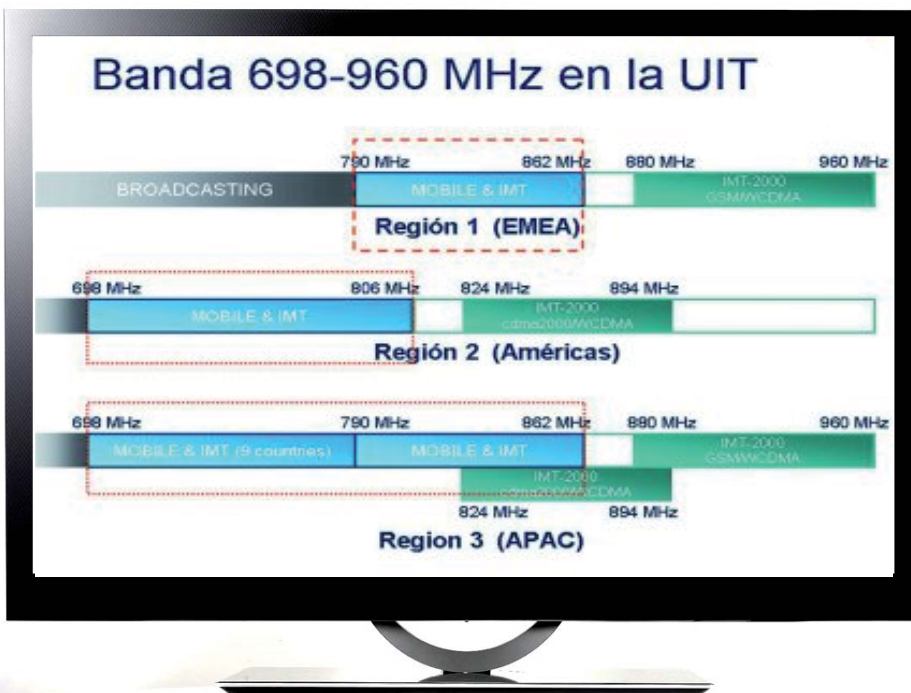 Banda 698-960 MHz en la UIT
790 MHz 862 MHz 880 MHz 960 MHz
BROADCASTING MOBILE & IMT IMT-2000
GSM/WCDMA
Región 1 (EMEA)
698 MHz 806 MHz 824 MHz 894 MHz
MOBILE & IMT IMT-2000
cdma2000/WCDMA
Región 2 (Américas)
698 MHz 790 MHz 862 MHz 880 MHz 960 MHz
MOBILE & IMT (9 countries) MOBILE & IMT IMT-2000
GSM/WCDMA
IMT-2000
cdma2000/WCDMA
824 MHz 894 MHz
Region 3 (APAC)